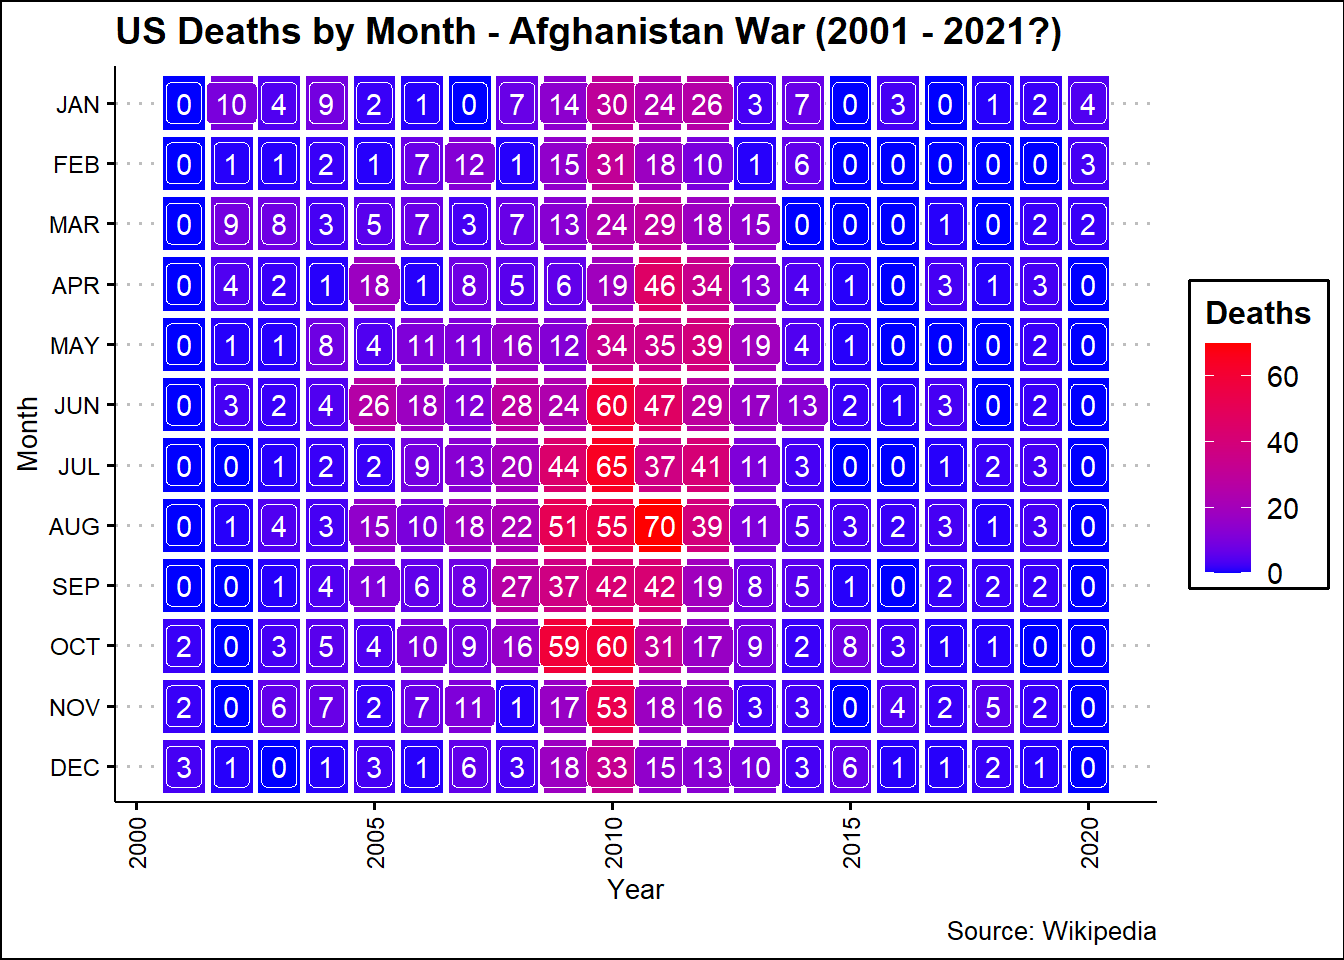 US Deaths by Month - Afghanistan War (2001 - 2021?)
JAN 0 10 4 9 2 1 0 7 14 30 24 26 3 7 0 3 0 1 2 4
FEB 0 1 1 2 1 7 12 1 15 31 18 10 1 6 0 0 0 0 0 3
MAR 0 9 8 3 5 7 3 7 13 24 29 18 15 0 0 0 1 0 2 2
APR 0 4 2 1 18 1 8 5 6 19 46 34 13 4 1 0 3 1 3 0
MAY 0 1 1 8 4 11 11 16 12 34 35 39 19 4 1 0 0 0 2 0
JUN 0 3 2 4 26 18 12 28 24 60 47 29 17 13 2 1 3 0 2 0
JUL 0 0 1 2 2 9 13 20 44 65 37 41 11 3 0 0 1 2 3 0
AUG 0 1 4 3 15 10 18 22 51 55 70 39 11 5 3 2 3 1 3 0
SEP 0 0 1 4 11 6 8 27 37 42 42 19 8 5 1 0 2 2 2 0
OCT 2 0 3 5 4 10 9 16 59 60 31 17 9 2 8 3 1 1 0 0
NOV 2 0 6 7 2 7 11 1 17 53 18 16 3 3 0 4 2 5 2 0
DEC 3 1 0 1 3 1 6 3 18 33 15 13 10 3 6 1 1 2 1 0
Month
2000 2005 2010 2015 2020
Year
Deaths
60
40
20
0
Source: Wikipedia